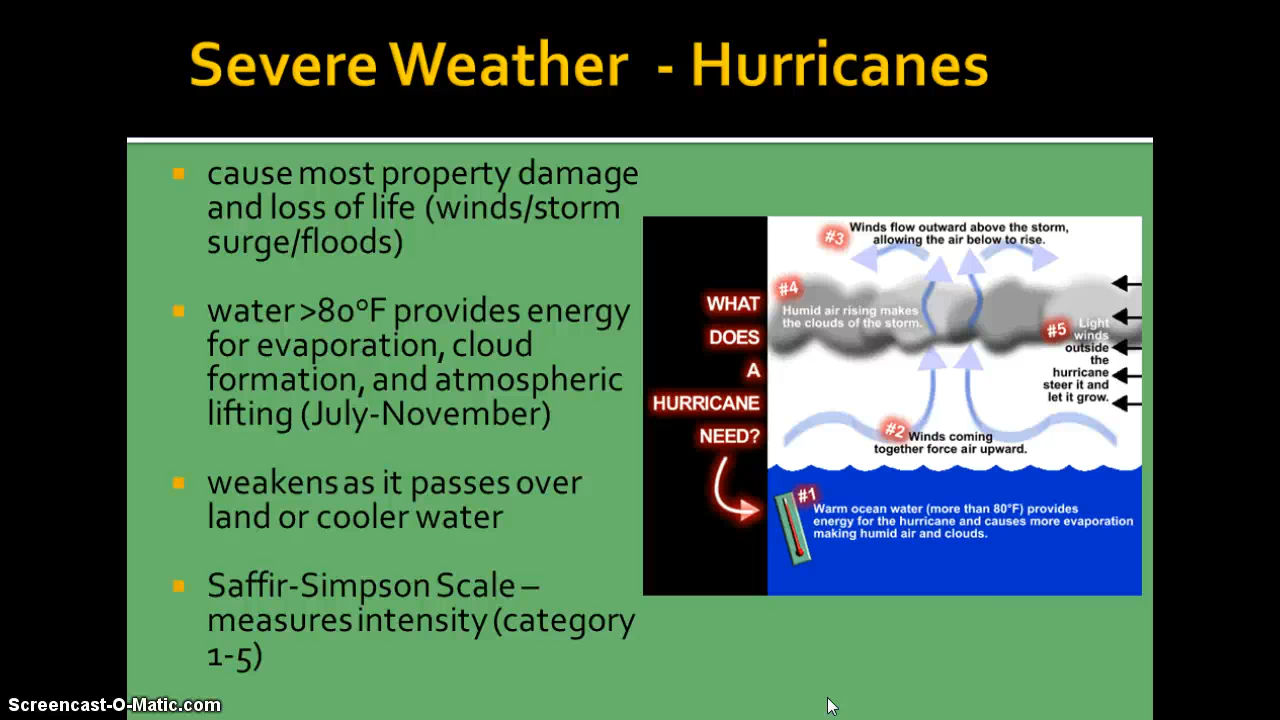 Severe Weather - Hurricanes
cause most property damage
and loss of life (winds/storm
surge/floods)
water >80°F provides energy
for evaporation, cloud
formation, and atmospheric
lifting (July-November)
weakens as it passes over
land or cooler water
Saffir-Simpson Scale –
measures intensity (category
1-5)
WHAT
DOES
A
HURRICANE
NEED?
#3
Winds flow outward above the storm,
allowing the air below to rise.
#4
Humid air rising makes
the clouds of the storm.
#5
Light
winds
outside
the
hurricane
steer it and
let it grow.
#2
Winds coming
together force air upward.
#1
Warm ocean water (more than 80°F) provides
energy for the hurricane and causes more evaporation
making humid air and clouds.
Screencast-O-Matic.com